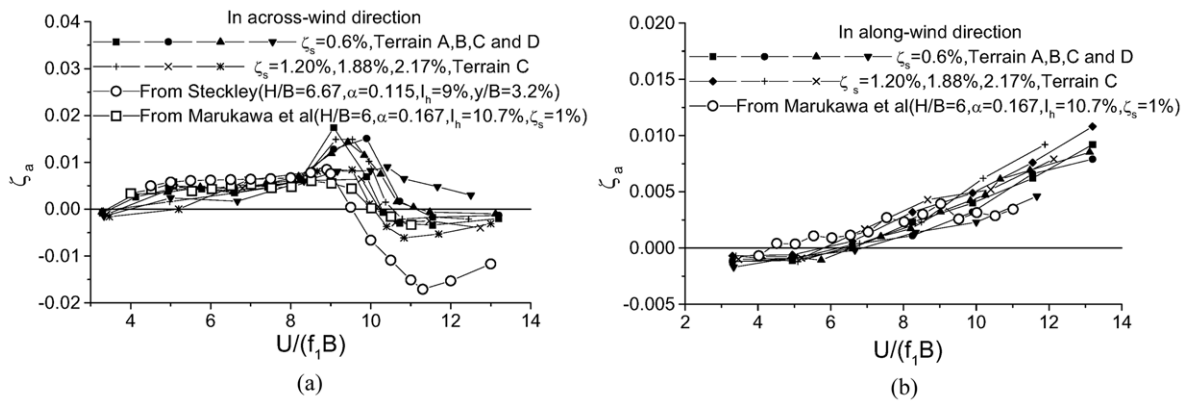 In across-wind direction
ζs=0.6%,Terrain A,B,C and D
ζs=1.20%,1.88%,2.17%,Terrain C
From Steckley(H/B=6.67,α=0.115,Ih=9%,y/B=3.2%)
From Marukawa et al(H/B=6,α=0.167,Ih=10.7%,ζs=1%)
0.04
0.03
0.02
0.01
0.00
-0.01
-0.02
ζa
4 6 8 10 12 14
U/(f1B)
(a)
In along-wind direction
ζs=0.6%,Terrain A,B,C and D
ζs=1.20%,1.88%,2.17%,Terrain C
From Marukawa et al(H/B=6,α=0.167,Ih=10.7%,ζs=1%)
0.020
0.015
0.010
0.005
0.000
-0.005
ζa
2 4 6 8 10 12 14
U/(f1B)
(b)